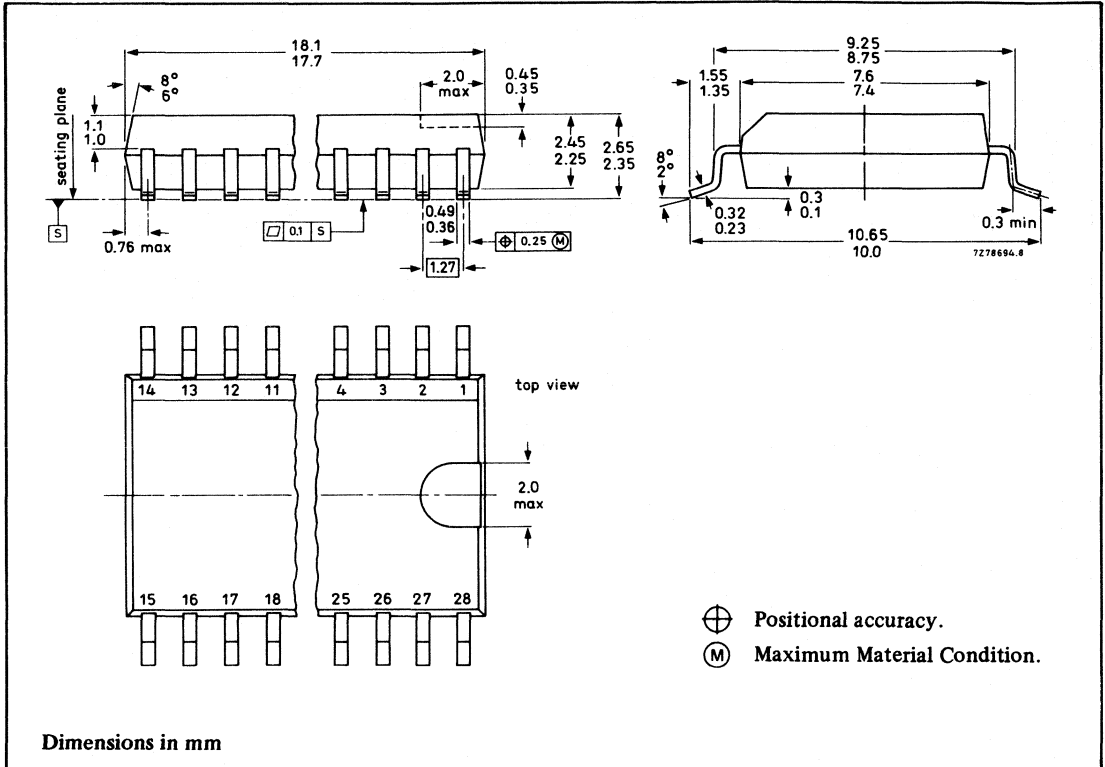 18.1
17.7
8°
6°
2.0
max
0.45
0.35
seating plane
1.1
1.0
2.45
2.25
2.65
2.35
S
0.76 max
0.1 S
0.49
0.36
0.25 M
1.27
9.25
8.75
1.55
1.35
7.6
7.4
8°
2°
0.32
0.23
0.3
0.1
0.3 min
10.65
10.0
7Z78694.8
14 13 12 11 4 3 2 1
top view
2.0
max
15 16 17 18 25 26 27 28
Positional accuracy.
M Maximum Material Condition.
Dimensions in mm